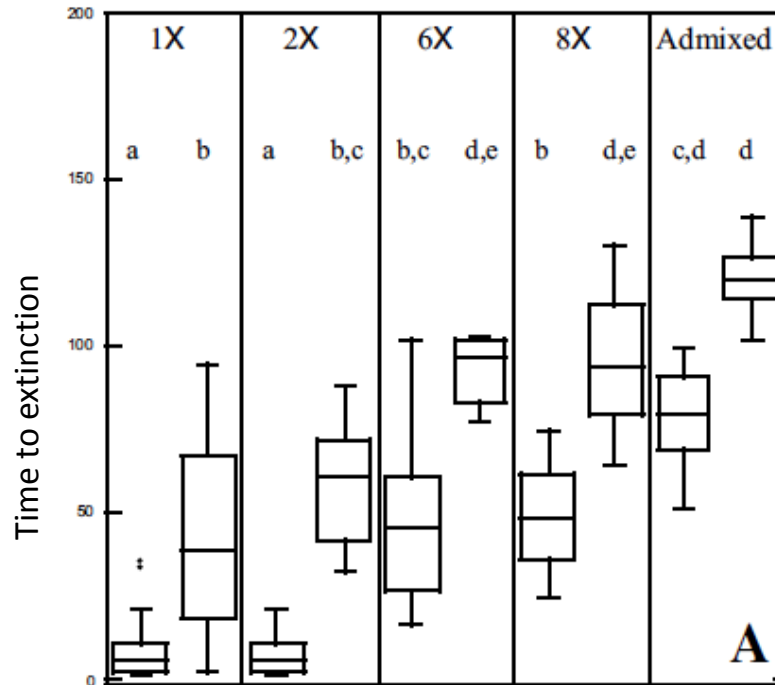 200
1X 2X 6X 8X Admixed
a b a b,c b,c d,e b d,e c,d d
150
Time to extinction
100
50
A
0